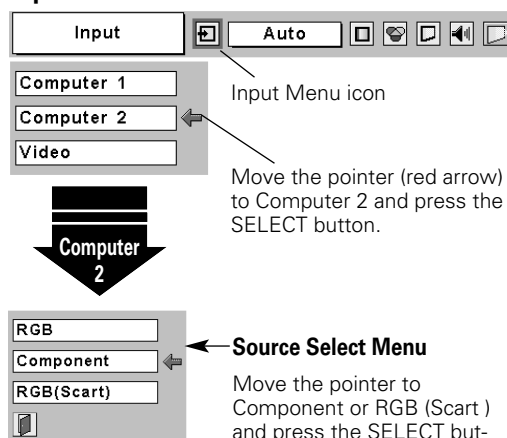 Input
Auto
Computer 1
Computer 2
Video
Input Menu icon
Move the pointer (red arrow)
to Computer 2 and press the
SELECT button.
Computer
2
RGB
Component
RGB(Scart)
Source Select Menu
Move the pointer to
Component or RGB (Scart )
and press the SELECT but-